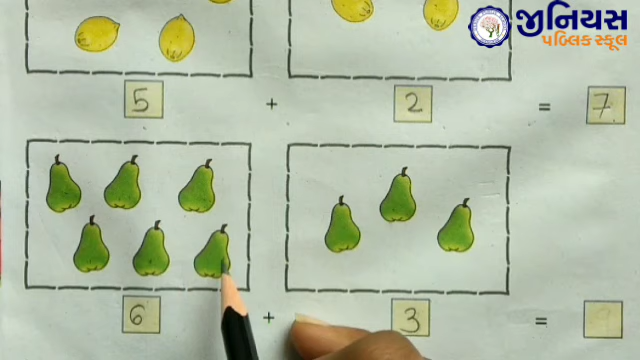 જીનિયસ
પબ્લિક સ્કૂલ
5 + 2 = 7
6 + 3 =